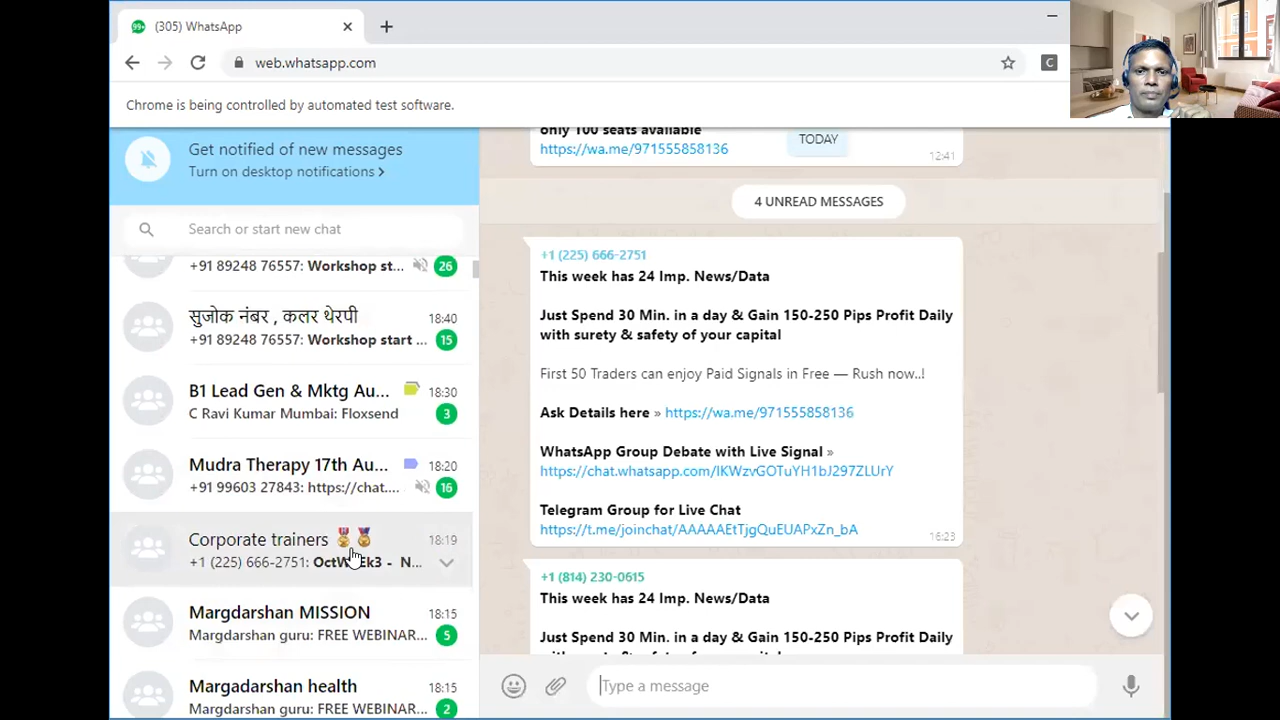 99+
(305) WhatsApp
web.whatsapp.com
C
Chrome is being controlled by automated test software.
Get notified of new messages
Turn on desktop notifications >
Search or start new chat
+91 89248 76557: Workshop st...
26
सुजोक नंबर , कलर थेरपी
18:40
+91 89248 76557: Workshop start ...
15
B1 Lead Gen & Mktg Au...
18:30
C Ravi Kumar Mumbai: Floxsend
3
Mudra Therapy 17th Au...
18:20
+91 99603 27843: https://chat....
16
Corporate trainers 🎖🏅
18:19
+1 (225) 666-2751: OctWEEk3 - N...
Margdarshan MISSION
18:15
Margdarshan guru: FREE WEBINAR...
5
Margadarshan health
18:15
Margdarshan guru: FREE WEBINAR...
2
only 100 seats available
https://wa.me/971555858136
12:41
TODAY
4 UNREAD MESSAGES
+1 (225) 666-2751
This week has 24 Imp. News/Data
Just Spend 30 Min. in a day & Gain 150-250 Pips Profit Daily
with surety & safety of your capital
First 50 Traders can enjoy Paid Signals in Free — Rush now..!
Ask Details here » https://wa.me/971555858136
WhatsApp Group Debate with Live Signal »
https://chat.whatsapp.com/IKWzvGOTuYH1bJ297ZLUrY
Telegram Group for Live Chat
https://t.me/joinchat/AAAAAEtTjgQuEUAPxZn_bA
16:23
+1 (814) 230-0615
This week has 24 Imp. News/Data
Just Spend 30 Min. in a day & Gain 150-250 Pips Profit Daily
Type a message